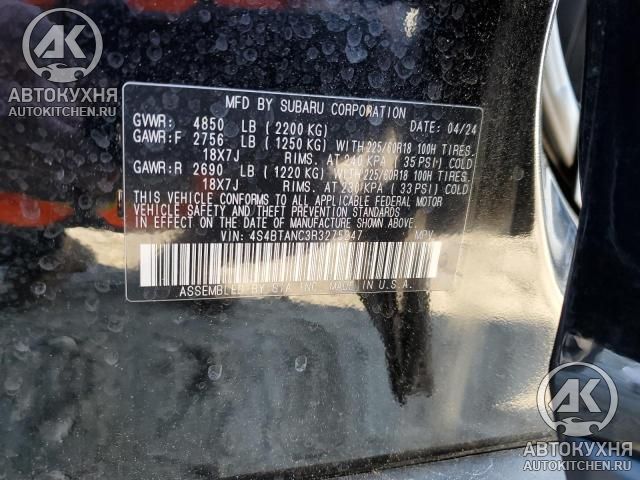 AK
АВТОКУХНЯ
AUTOKITCHEN.RU
MFD BY SUBARU CORPORATION
GVWR: 4850 LB ( 2200 KG) DATE: 04/24
GAWR:F 2756 LB ( 1250 KG) WITH 225/60R18 100H TIRES,
18X7J RIMS, AT 240 KPA ( 35 PSI) COLD
GAWR:R 2690 LB ( 1220 KG) WITH 225/60R18 100H TIRES,
18X7J RIMS, AT 230 KPA ( 33 PSI) COLD
THIS VEHICLE CONFORMS TO ALL APPLICABLE FEDERAL MOTOR
VEHICLE SAFETY AND THEFT PREVENTION STANDARDS
IN EFFECT ON THE DATE OF MANUFACTURE SHOWN ABOVE.
VIN: MPV
ASSEMBLED BY SIA INC. MADE IN U.S.A.
AK
АВТОКУХНЯ
AUTOKITCHEN.RU